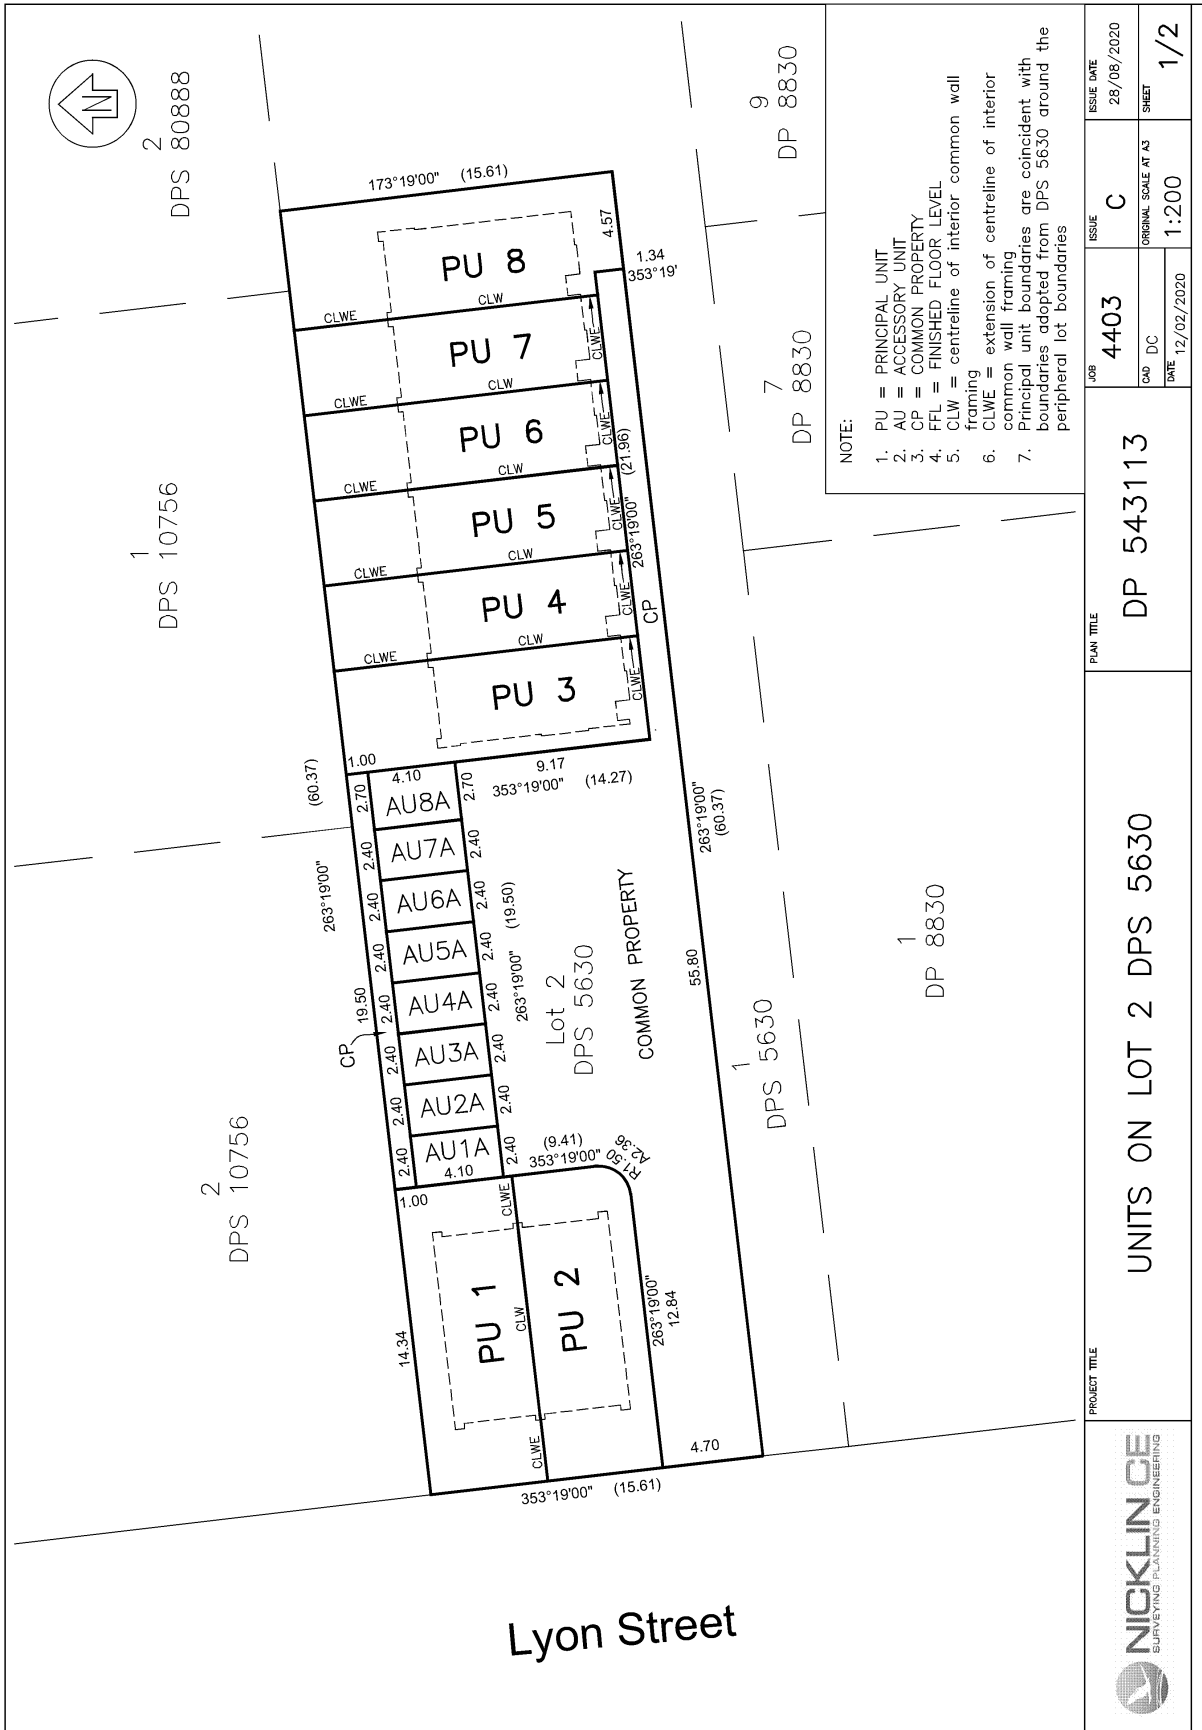 2
DPS 80888
N
173°19'00" (15.61)
9
DP 8830
1
DPS 10756
7
DP 8830
2
DPS 10756
1
DPS 5630
1
DP 8830
PU 8
PU 7
PU 6
PU 5
PU 4
PU 3
CLWE
CLWE
CLWE
CLWE
CLWE
CLW
CLW
CLW
CLW
CLW
CLWE
CLWE
CLWE
CLWE
CLWE
4.57
1.34
353°19'
263°19'00" (21.96)
CP
(60.37)
263°19'00"
1.00
4.10
9.17
353°19'00" (14.27)
AU8A
AU7A
AU6A
AU5A
AU4A
AU3A
AU2A
AU1A
2.70
2.40
2.40
2.40
2.40
2.40
2.40
2.40
2.70
2.40
2.40
2.40
2.40
2.40
2.40
2.40
19.50
CP
263°19'00" (19.50)
4.10
1.00
Lot 2
DPS 5630
COMMON PROPERTY
263°19'00"
(60.37)
55.80
(9.41)
353°19'00"
R1.50
A2.36
CLWE
CLW
CLWE
PU 1
PU 2
14.34
263°19'00"
12.84
4.70
353°19'00" (15.61)
Lyon Street
NOTE:
1. PU = PRINCIPAL UNIT
2. AU = ACCESSORY UNIT
3. CP = COMMON PROPERTY
4. FFL = FINISHED FLOOR LEVEL
5. CLW = centreline of interior common wall
framing
6. CLWE = extension of centreline of interior
common wall framing
7. Principal unit boundaries are coincident with
boundaries adopted from DPS 5630 around the
peripheral lot boundaries
NICKLIN CE
SURVEYING PLANNING ENGINEERING
PROJECT TITLE
UNITS ON LOT 2 DPS 5630
PLAN TITLE
DP 543113
JOB
4403
CAD DC
DATE 12/02/2020
ISSUE
C
ORIGINAL SCALE AT A3
1:200
ISSUE DATE
28/08/2020
SHEET
1/2